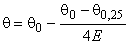 θ = θ₀ − (θ₀ − θ₀,₂₅) / 4E